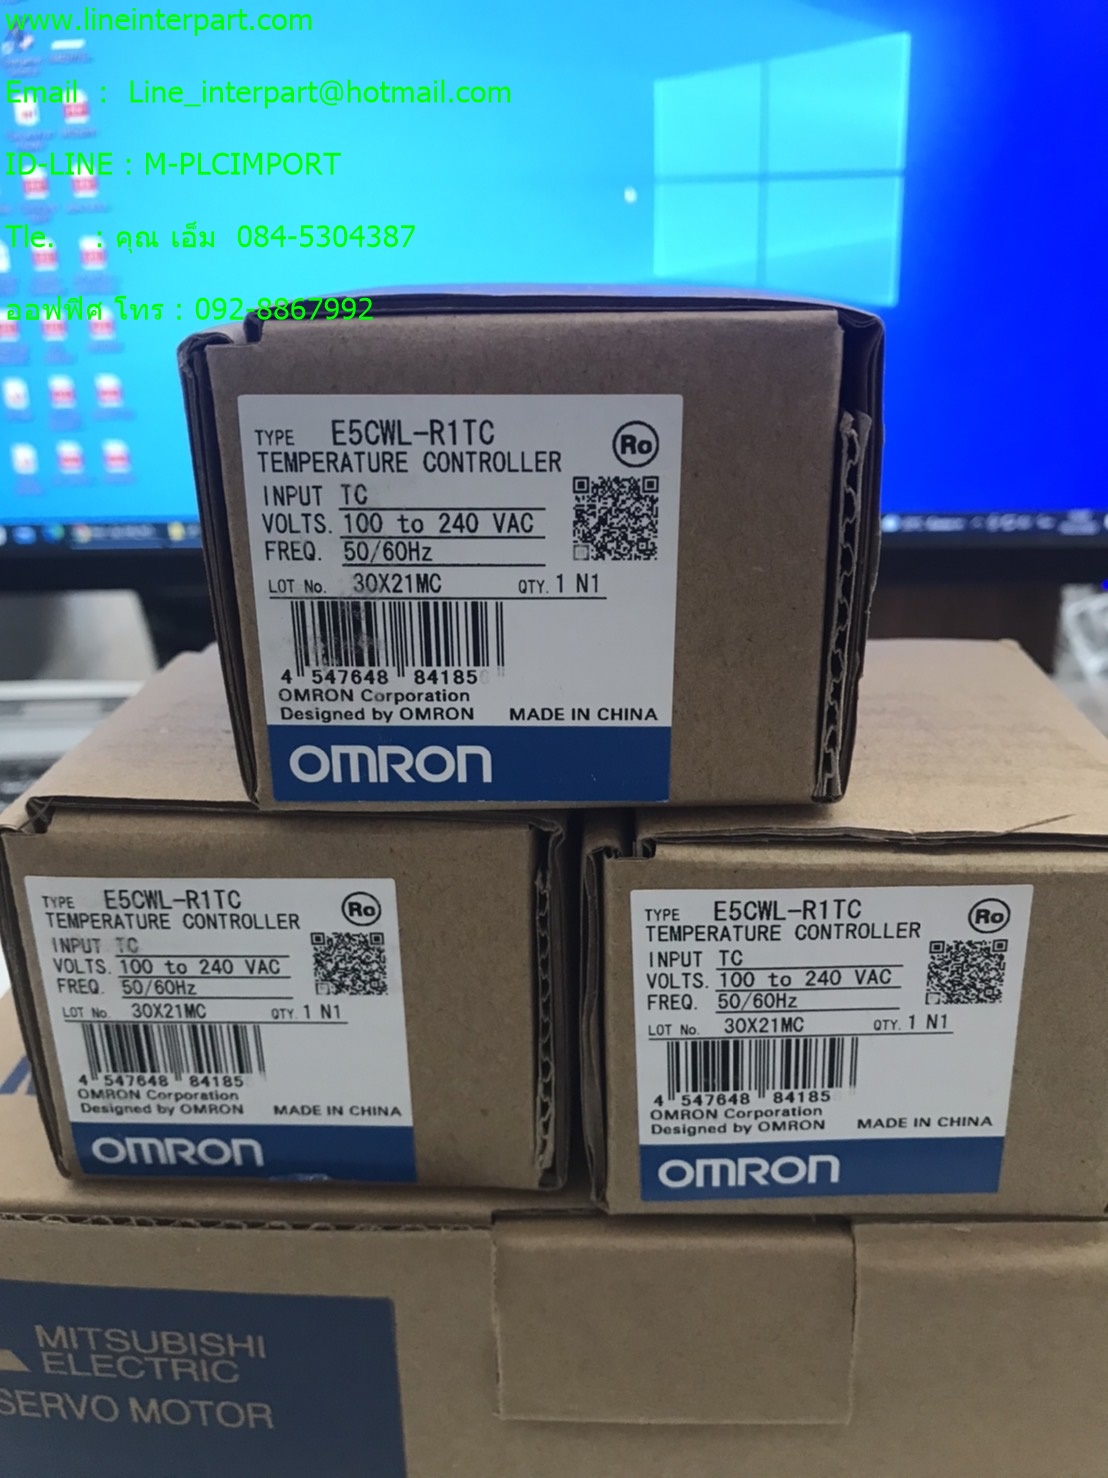 www.lineinterpart.com
Email : Line_interpart@hotmail.com
ID-LINE : M-PLCIMPORT
Tle. : คุณ เอ็ม 084-5304387
ออฟฟิศ โทร : 092-8867992
TYPE E5CWL-R1TC
Ro
TEMPERATURE CONTROLLER
INPUT TC
VOLTS. 100 to 240 VAC
FREQ. 50/60Hz
LOT No. 30X21MC QTY. 1 N1
4 547648 84185
OMRON Corporation
Designed by OMRON MADE IN CHINA
OMRON
TYPE E5CWL-R1TC
Ro
TEMPERATURE CONTROLLER
INPUT TC
VOLTS. 100 to 240 VAC
FREQ. 50/60Hz
LOT No. 30X21MC QTY. 1 N1
4 547648 84185
OMRON Corporation
Designed by OMRON MADE IN CHINA
OMRON
TYPE E5CWL-R1TC
Ro
TEMPERATURE CONTROLLER
INPUT TC
VOLTS. 100 to 240 VAC
FREQ. 50/60Hz
LOT No. 30X21MC QTY. 1 N1
4 547648 84185
OMRON Corporation
Designed by OMRON MADE IN CHINA
OMRON
MITSUBISHI
ELECTRIC
SERVO MOTOR